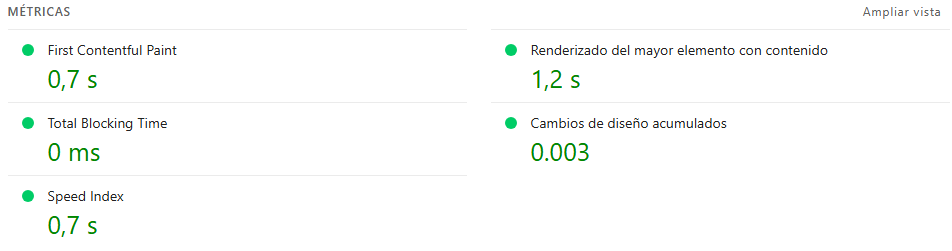 MÉTRICAS
Ampliar vista
First Contentful Paint
0,7 s
Renderizado del mayor elemento con contenido
1,2 s
Total Blocking Time
0 ms
Cambios de diseño acumulados
0.003
Speed Index
0,7 s